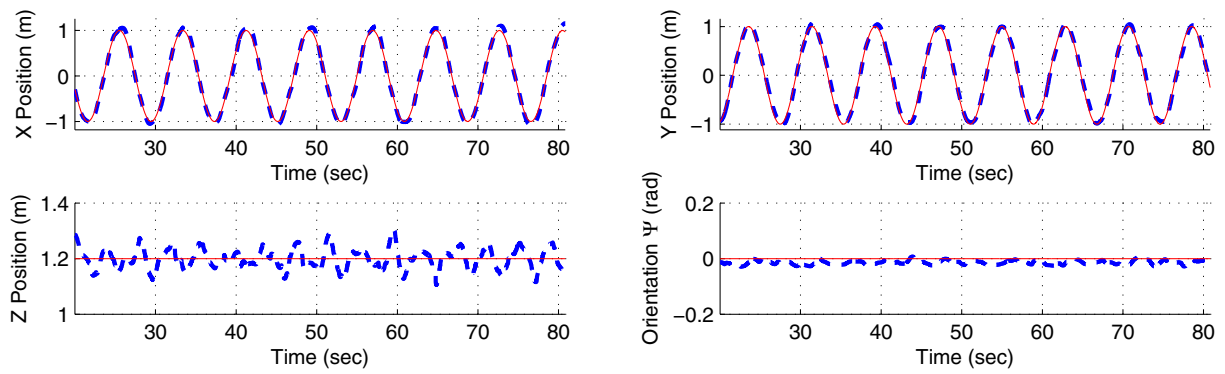 X Position (m)
1
0
−1
30 40 50 60 70 80
Time (sec)
Y Position (m)
1
0
−1
30 40 50 60 70 80
Time (sec)
Z Position (m)
1.4
1.2
1
30 40 50 60 70 80
Time (sec)
Orientation Ψ (rad)
0.2
0
−0.2
30 40 50 60 70 80
Time (sec)